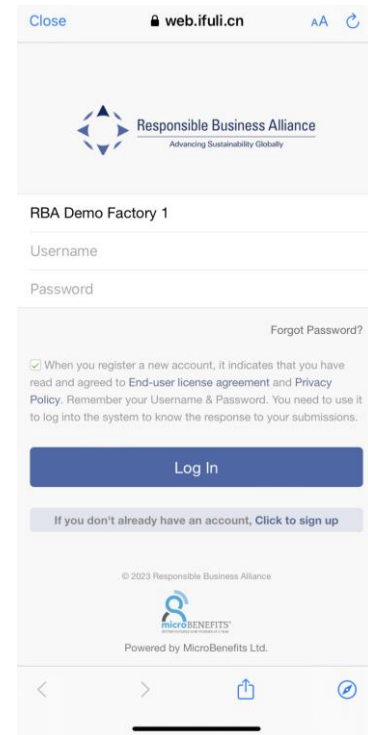 Close web.ifuli.cn AA
Responsible Business Alliance
Advancing Sustainability Globally
RBA Demo Factory 1
Username
Password
Forgot Password?
When you register a new account, it indicates that you have
read and agreed to End-user license agreement and Privacy
Policy. Remember your Username & Password. You need to use it
to log into the system to know the response to your submissions.
Log In
If you don't already have an account, Click to sign up
© 2023 Responsible Business Alliance
microBENEFITS
Powered by MicroBenefits Ltd.